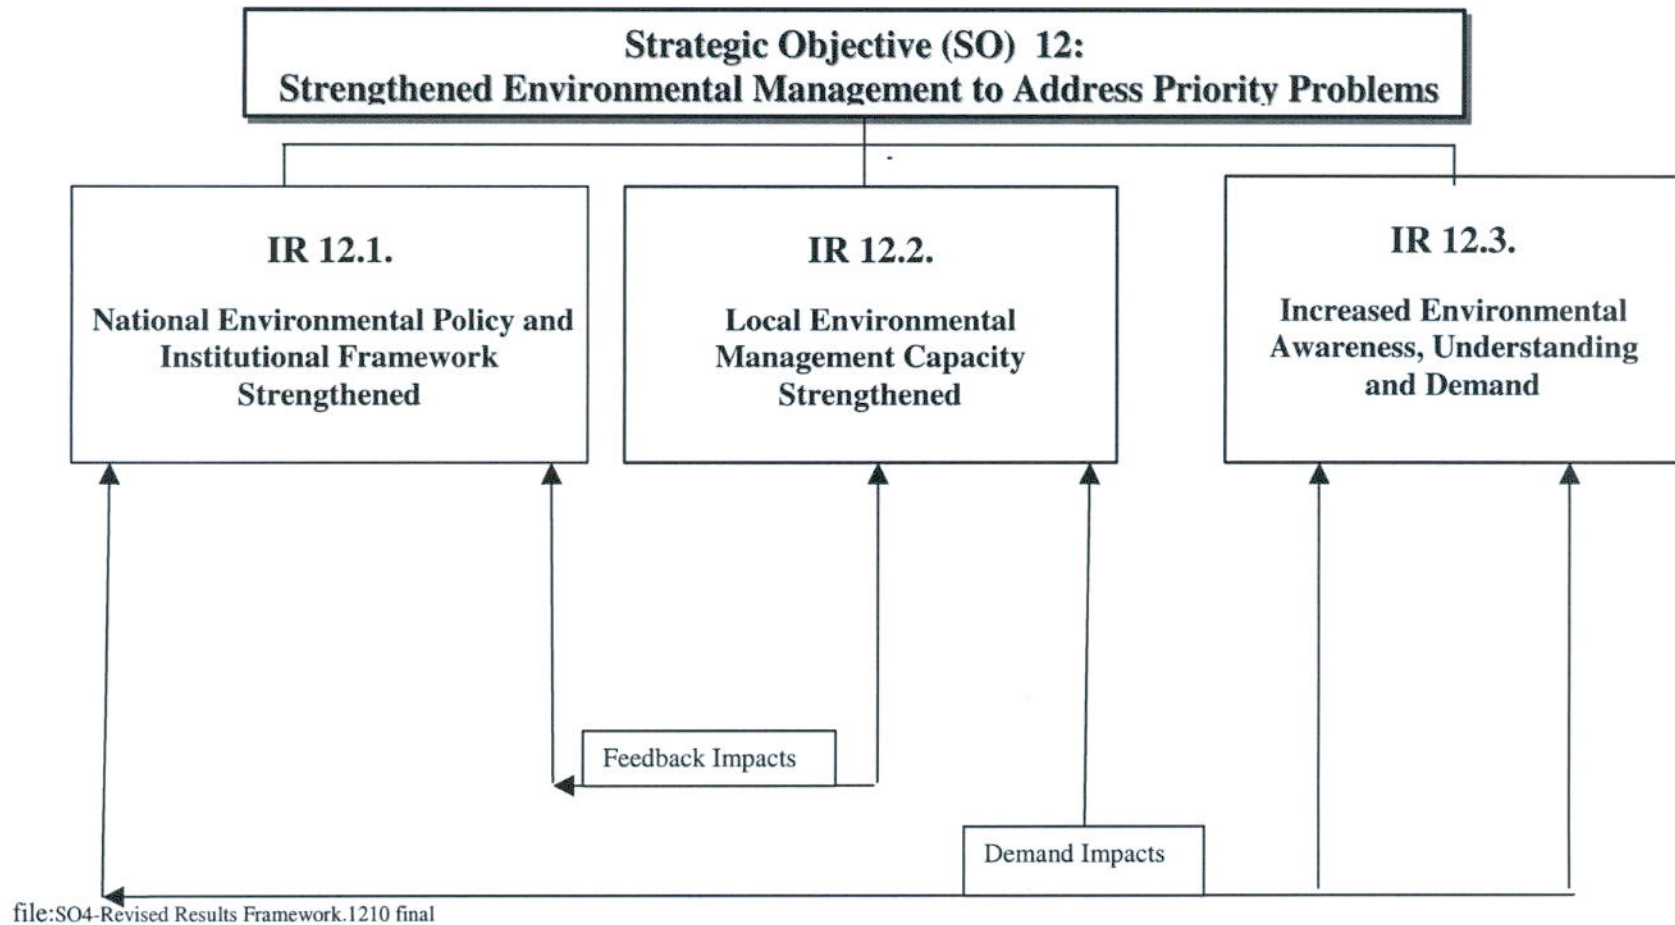 Strategic Objective (SO) 12:
Strengthened Environmental Management to Address Priority Problems
IR 12.1.
National Environmental Policy and
Institutional Framework
Strengthened
IR 12.2.
Local Environmental
Management Capacity
Strengthened
IR 12.3.
Increased Environmental
Awareness, Understanding
and Demand
Feedback Impacts
Demand Impacts
file:SO4-Revised Results Framework.1210 final